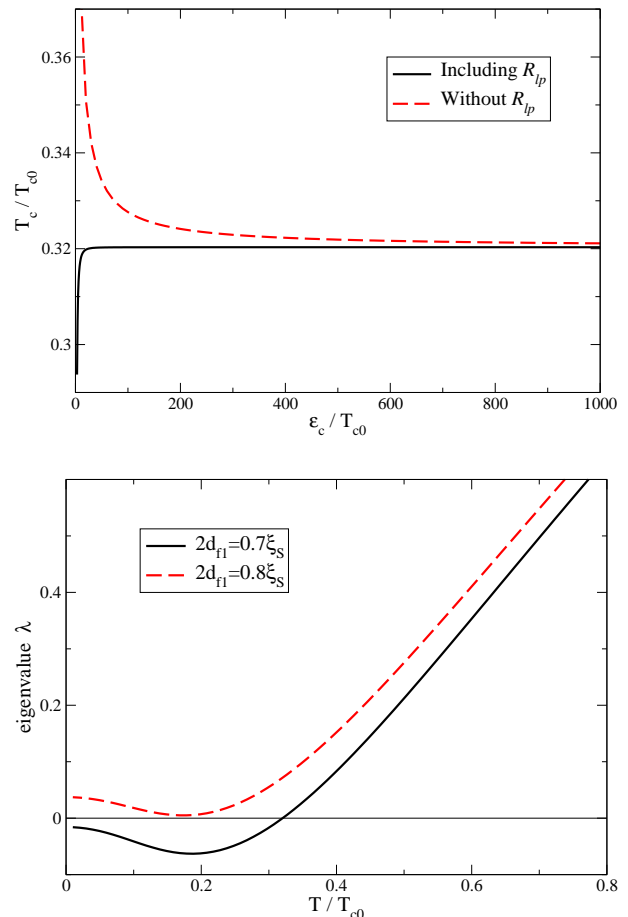 0.37
0.36
0.34
0.32
0.3
T_c / T_c0
Including R_lp
Without R_lp
0
200
400
600
800
1000
ε_c / T_c0
2d_f1=0.7ξ_S
2d_f1=0.8ξ_S
0.4
0.2
0
eigenvalue λ
0
0.2
0.4
0.6
0.8
T / T_c0